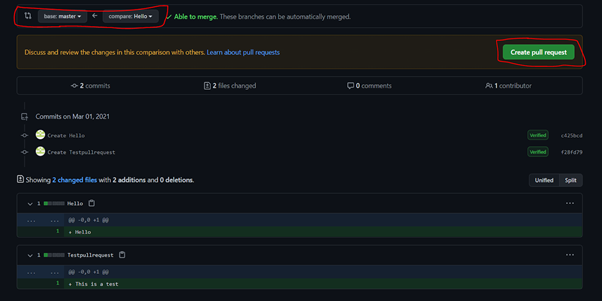 base: master compare: Hello Able to merge. These branches can be automatically merged.
Discuss and review the changes in this comparison with others. Learn about pull requests Create pull request
2 commits 2 files changed 0 comments 1 contributor
Commits on Mar 01, 2021
Create Hello Verified c425bcd
Create Testpullrequest Verified f28fd79
Showing 2 changed files with 2 additions and 0 deletions. Unified Split
1 Hello ...
... ... @@ -0,0 +1 @@
1 + Hello
1 Testpullrequest ...
... ... @@ -0,0 +1 @@
1 + This is a test